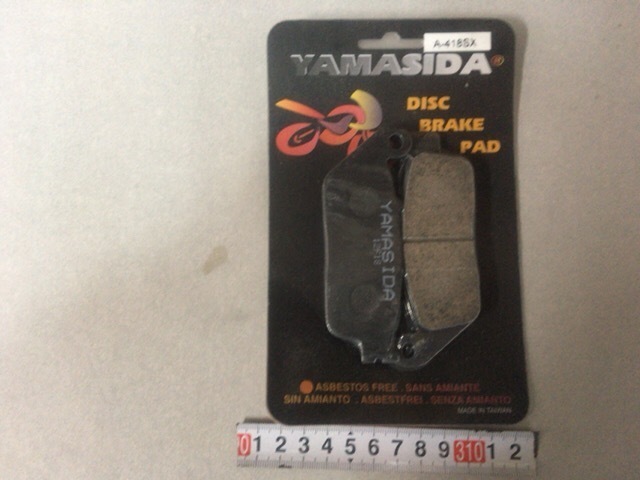 A-418SX
YAMASIDA®
DISC
BRAKE
PAD
YAMASIDA
ASBESTOS FREE . SANS AMIANTE
SIN AMIANTO . ASBESTFREI . SENZA AMIANTO
MADE IN TAIWAN
0 1 2 3 4 5 6 7 8 9 310 1 2